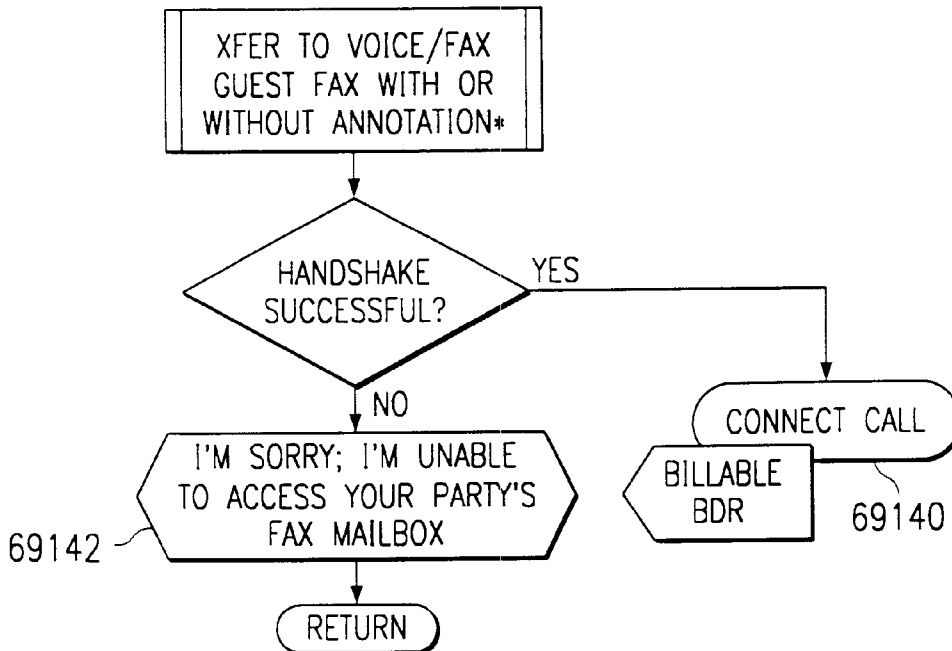 XFER TO VOICE/FAX
GUEST FAX WITH OR
WITHOUT ANNOTATION*
HANDSHAKE
SUCCESSFUL?
YES
NO
CONNECT CALL
BILLABLE
BDR
69140
I'M SORRY; I'M UNABLE
TO ACCESS YOUR PARTY'S
FAX MAILBOX
69142
RETURN